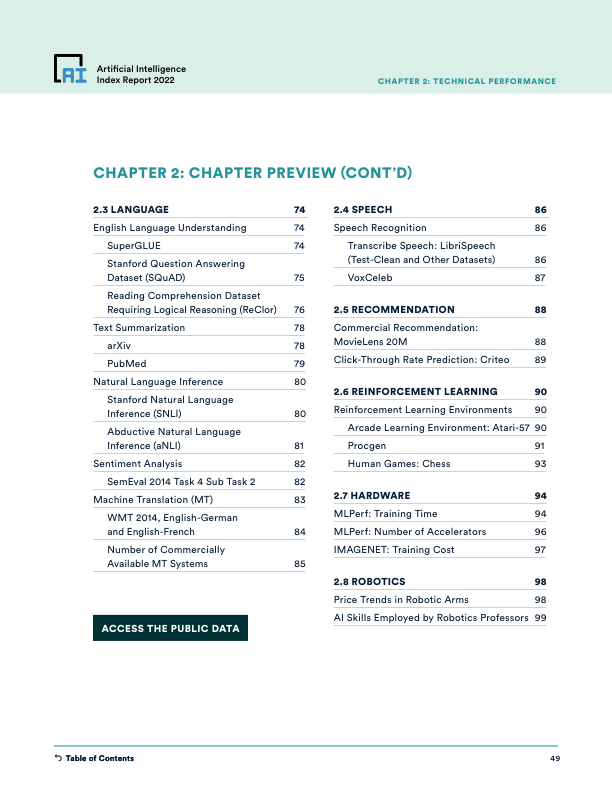 AI
Artificial Intelligence
Index Report 2022
CHAPTER 2: TECHNICAL PERFORMANCE
CHAPTER 2: CHAPTER PREVIEW (CONT'D)
2.3 LANGUAGE 74
English Language Understanding 74
SuperGLUE 74
Stanford Question Answering
Dataset (SQuAD) 75
Reading Comprehension Dataset
Requiring Logical Reasoning (ReClor) 76
Text Summarization 78
arXiv 78
PubMed 79
Natural Language Inference 80
Stanford Natural Language
Inference (SNLI) 80
Abductive Natural Language
Inference (aNLI) 81
Sentiment Analysis 82
SemEval 2014 Task 4 Sub Task 2 82
Machine Translation (MT) 83
WMT 2014, English-German
and English-French 84
Number of Commercially
Available MT Systems 85
ACCESS THE PUBLIC DATA
2.4 SPEECH 86
Speech Recognition 86
Transcribe Speech: LibriSpeech
(Test-Clean and Other Datasets) 86
VoxCeleb 87
2.5 RECOMMENDATION 88
Commercial Recommendation:
MovieLens 20M 88
Click-Through Rate Prediction: Criteo 89
2.6 REINFORCEMENT LEARNING 90
Reinforcement Learning Environments 90
Arcade Learning Environment: Atari-57 90
Procgen 91
Human Games: Chess 93
2.7 HARDWARE 94
MLPerf: Training Time 94
MLPerf: Number of Accelerators 96
IMAGENET: Training Cost 97
2.8 ROBOTICS 98
Price Trends in Robotic Arms 98
AI Skills Employed by Robotics Professors 99
Table of Contents
49